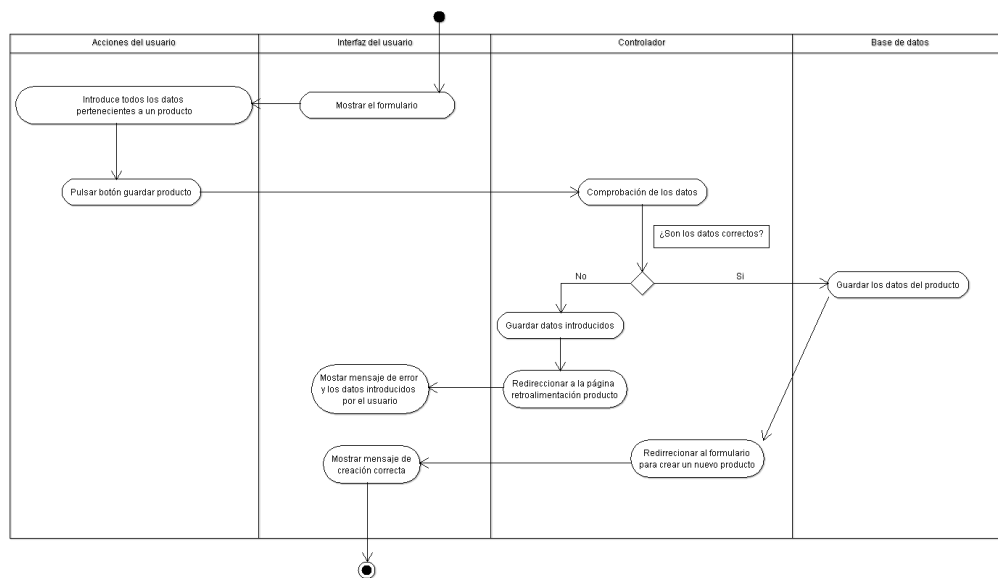 Acciones del usuario
Interfaz del usuario
Controlador
Base de datos
Introduce todos los datos
pertenecientes a un producto
Mostrar el formulario
Pulsar botón guardar producto
Comprobación de los datos
¿Son los datos correctos?
No
Si
Guardar los datos del producto
Guardar datos introducidos
Mostar mensaje de error
y los datos introducidos
por el usuario
Redireccionar a la página
retroalimentación producto
Mostrar mensaje de
creación correcta
Redirrecionar al formulario
para crear un nuevo producto